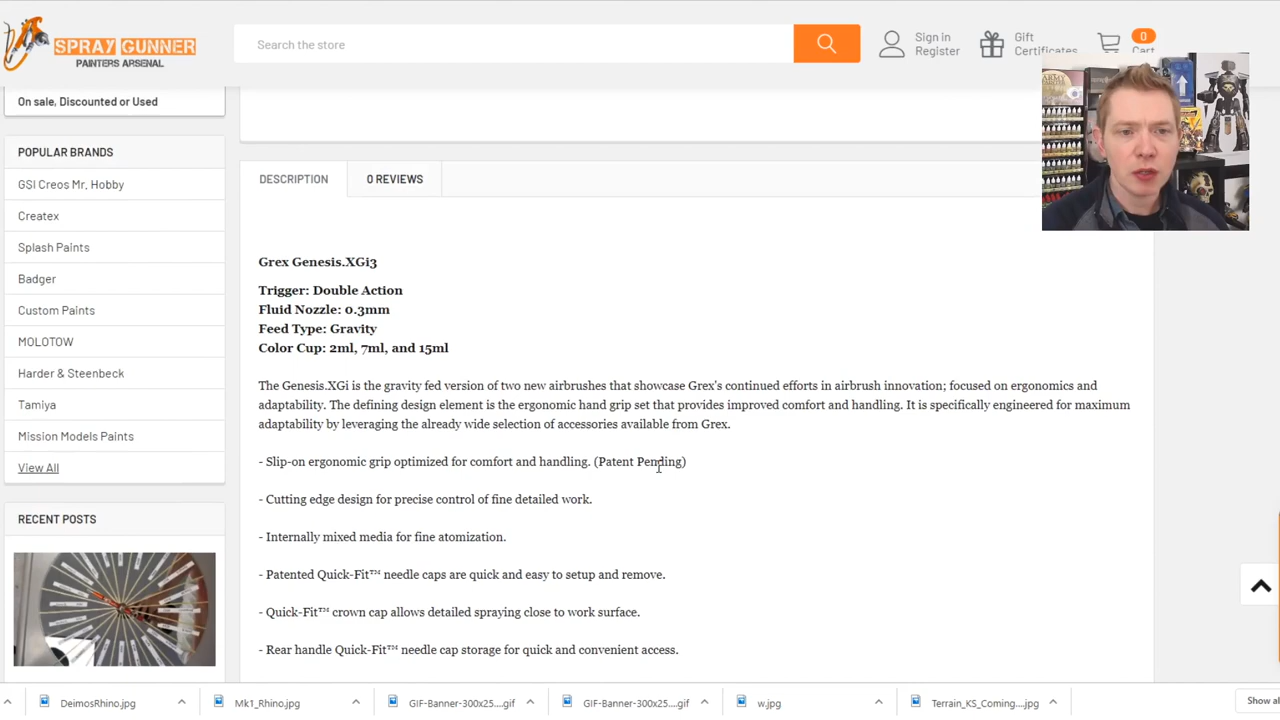 SPRAY GUNNER
PAINTERS ARSENAL
Search the store
Sign in
Register
Gift
Certificates
0
Cart
On sale, Discounted or Used
POPULAR BRANDS
GSI Creos Mr. Hobby
Createx
Splash Paints
Badger
Custom Paints
MOLOTOW
Harder & Steenbeck
Tamiya
Mission Models Paints
View All
RECENT POSTS
DESCRIPTION
0 REVIEWS
Grex Genesis.XGi3
Trigger: Double Action
Fluid Nozzle: 0.3mm
Feed Type: Gravity
Color Cup: 2ml, 7ml, and 15ml
The Genesis.XGi is the gravity fed version of two new airbrushes that showcase Grex's continued efforts in airbrush innovation; focused on ergonomics and
adaptability. The defining design element is the ergonomic hand grip set that provides improved comfort and handling. It is specifically engineered for maximum
adaptability by leveraging the already wide selection of accessories available from Grex.
- Slip-on ergonomic grip optimized for comfort and handling. (Patent Pending)
- Cutting edge design for precise control of fine detailed work.
- Internally mixed media for fine atomization.
- Patented Quick-Fit™ needle caps are quick and easy to setup and remove.
- Quick-Fit™ crown cap allows detailed spraying close to work surface.
- Rear handle Quick-Fit™ needle cap storage for quick and convenient access.
DeimosRhino.jpg
Mk1_Rhino.jpg
GIF-Banner-300x25....gif
GIF-Banner-300x25....gif
w.jpg
Terrain_KS_Coming....jpg
Show al